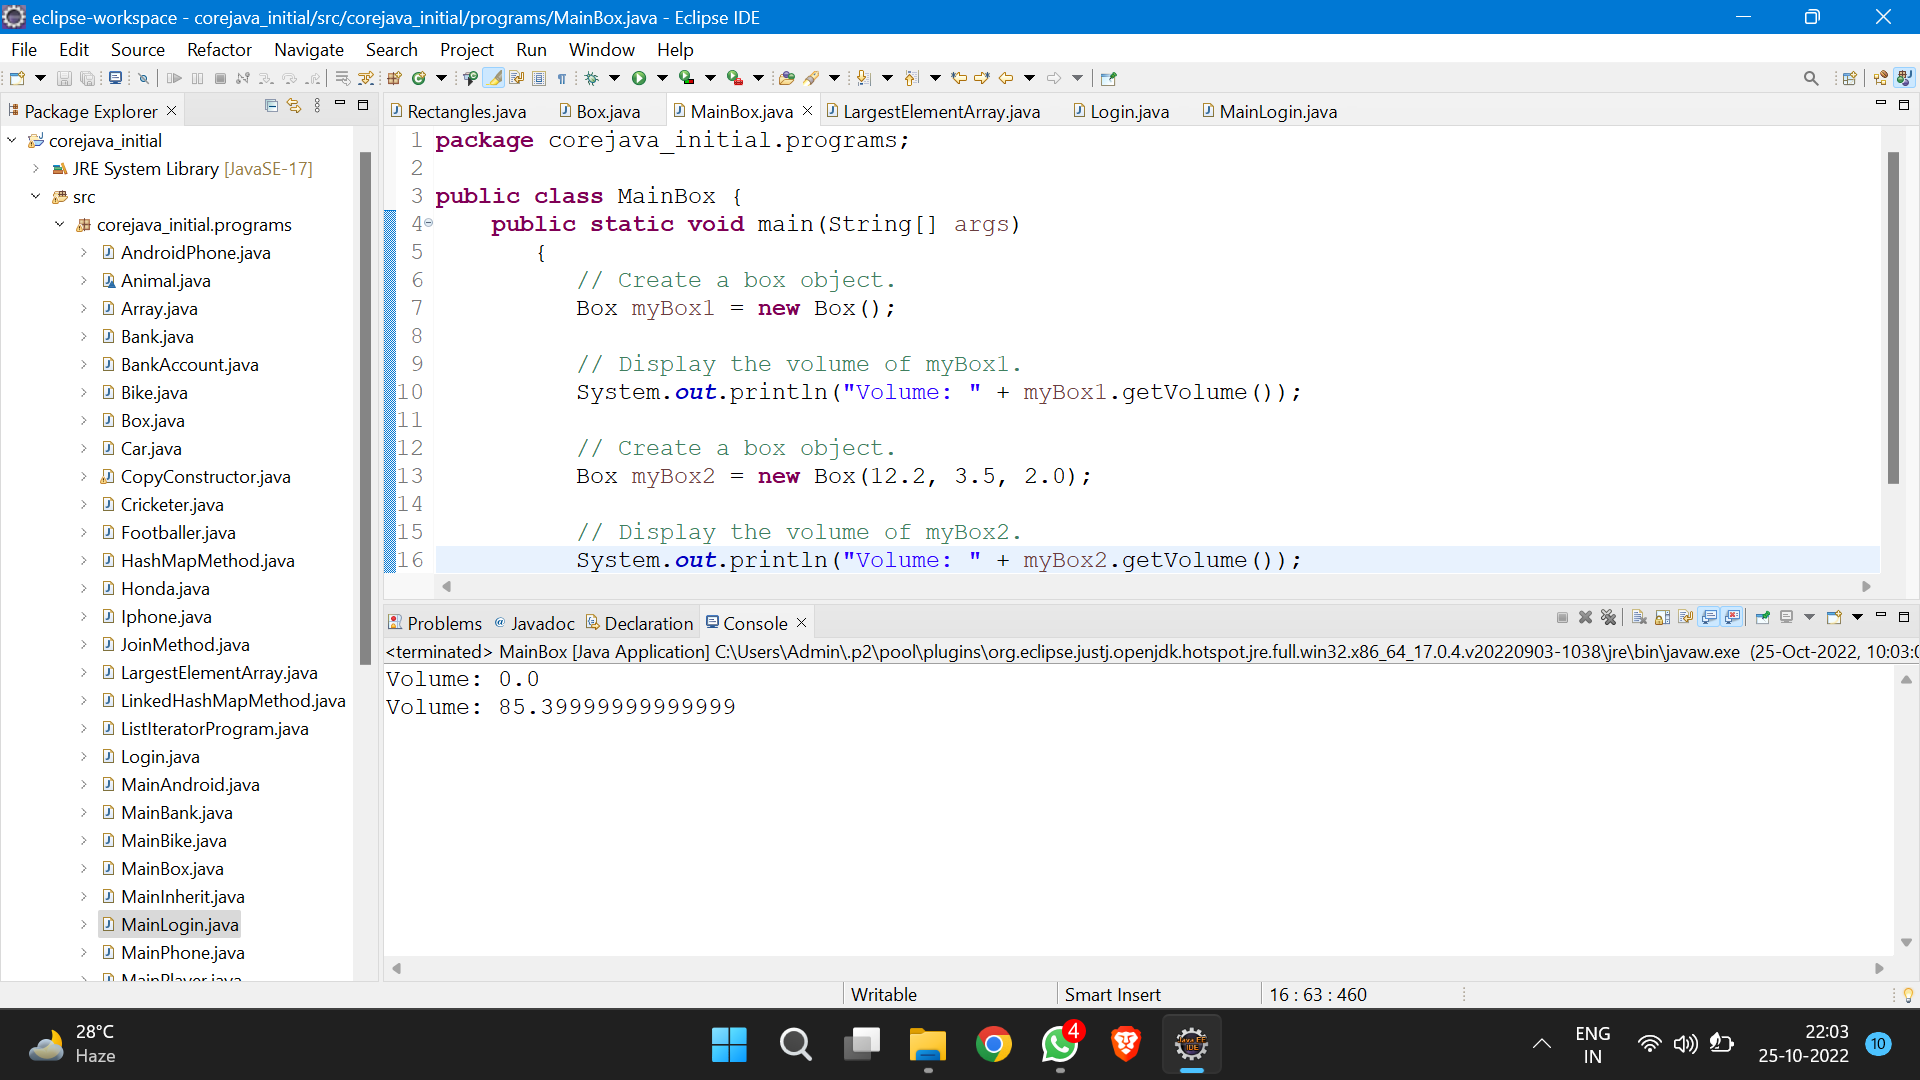 eclipse-workspace - corejava_initial/src/corejava_initial/programs/MainBox.java - Eclipse IDE
File Edit Source Refactor Navigate Search Project Run Window Help
Package Explorer
corejava_initial
JRE System Library [JavaSE-17]
src
corejava_initial.programs
AndroidPhone.java
Animal.java
Array.java
Bank.java
BankAccount.java
Bike.java
Box.java
Car.java
CopyConstructor.java
Cricketer.java
Footballer.java
HashMapMethod.java
Honda.java
Iphone.java
JoinMethod.java
LargestElementArray.java
LinkedHashMapMethod.java
ListIteratorProgram.java
Login.java
MainAndroid.java
MainBank.java
MainBike.java
MainBox.java
MainInherit.java
MainLogin.java
MainPhone.java
MainPlayer.java
Rectangles.java Box.java MainBox.java LargestElementArray.java Login.java MainLogin.java
1 package corejava_initial.programs;
2
3 public class MainBox {
4 public static void main(String[] args)
5 {
6 // Create a box object.
7 Box myBox1 = new Box();
8
9 // Display the volume of myBox1.
10 System.out.println("Volume: " + myBox1.getVolume());
11
12 // Create a box object.
13 Box myBox2 = new Box(12.2, 3.5, 2.0);
14
15 // Display the volume of myBox2.
16 System.out.println("Volume: " + myBox2.getVolume());
Problems Javadoc Declaration Console
<terminated> MainBox [Java Application] C:\Users\Admin\.p2\pool\plugins\org.eclipse.justj.openjdk.hotspot.jre.full.win32.x86_64_17.0.4.v20220903-1038\jre\bin\javaw.exe (25-Oct-2022, 10:03:0
Volume: 0.0
Volume: 85.39999999999999
Writable Smart Insert 16 : 63 : 460
28°C
Haze
4
ENG
IN
22:03
25-10-2022
10